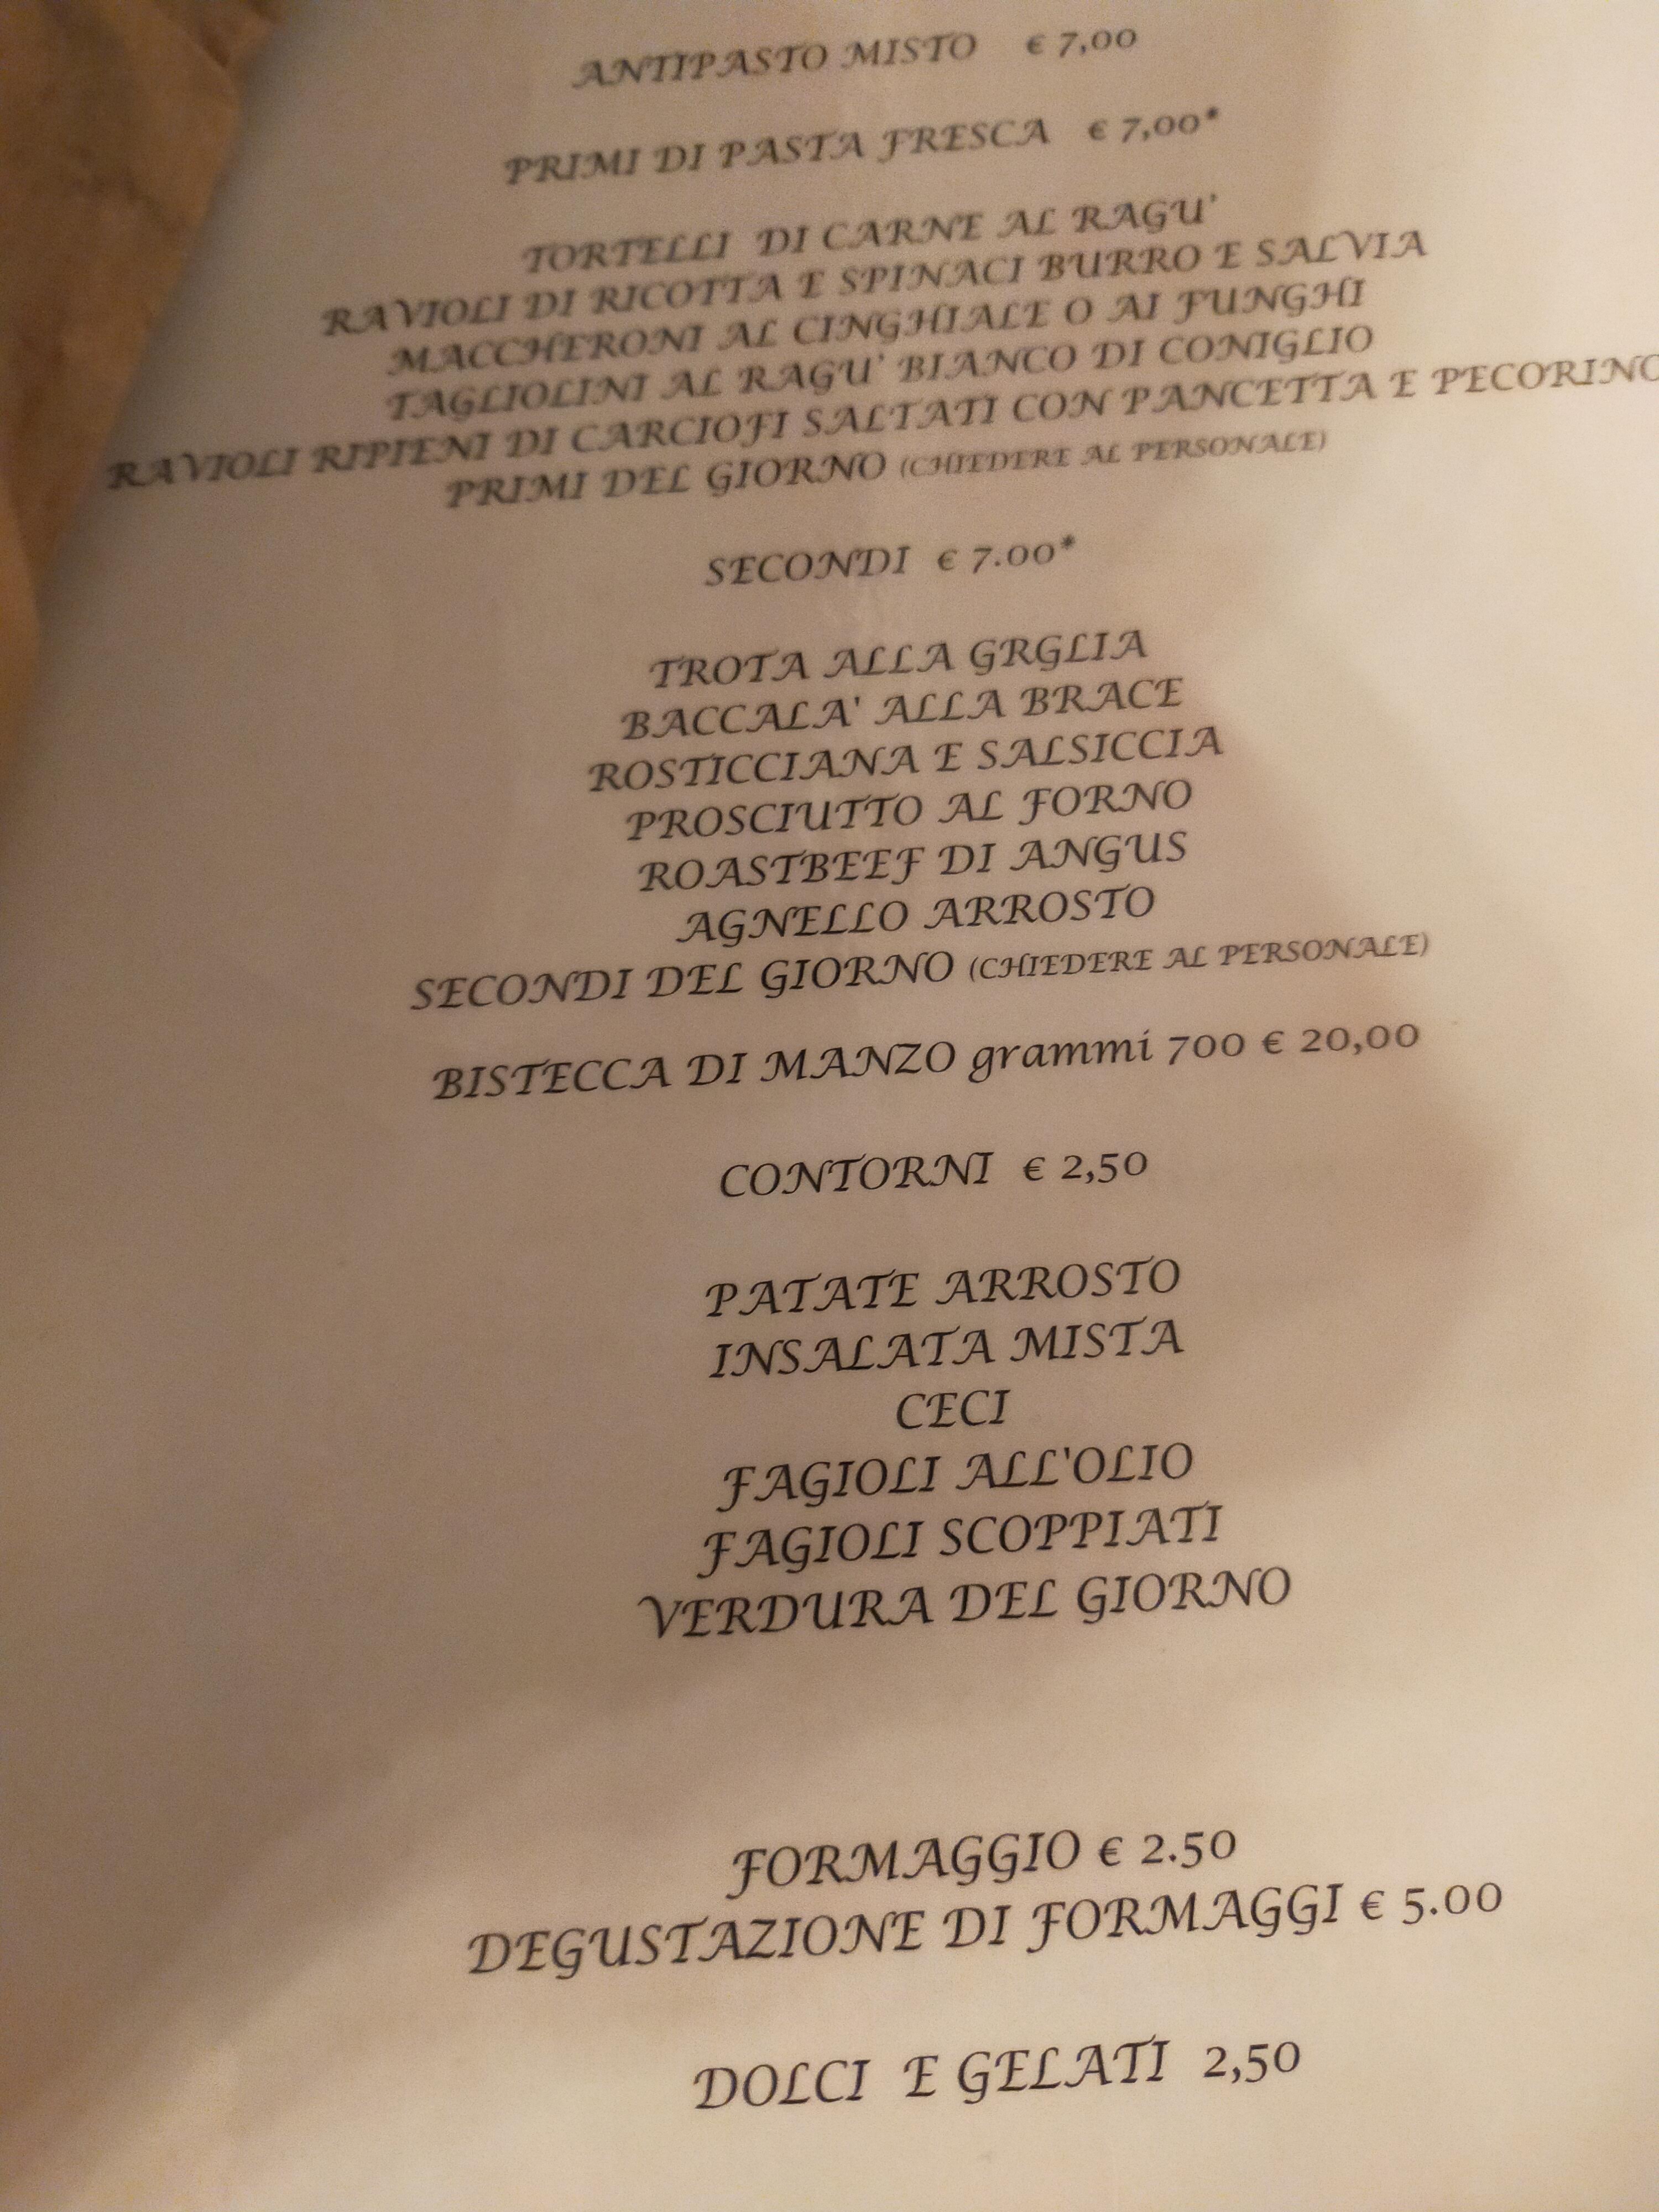 ANTIPASTO MISTO € 7,00
PRIMI DI PASTA FRESCA € 7,00*
TORTELLI DI CARNE AL RAGU'
RAVIOLI DI RICOTTA E SPINACI BURRO E SALVIA
MACCHERONI AL CINGHIALE O AI FUNGHI
TAGLIOLINI AL RAGU' BIANCO DI CONIGLIO
RAVIOLI RIPIENI DI CARCIOFI SALTATI CON PANCETTA E PECORINO
PRIMI DEL GIORNO (CHIEDERE AL PERSONALE)
SECONDI € 7.00*
TROTA ALLA GRGLIA
BACCALA' ALLA BRACE
ROSTICCIANA E SALSICCIA
PROSCIUTTO AL FORNO
ROASTBEEF DI ANGUS
AGNELLO ARROSTO
SECONDI DEL GIORNO (CHIEDERE AL PERSONALE)
BISTECCA DI MANZO grammi 700 € 20,00
CONTORNI € 2,50
PATATE ARROSTO
INSALATA MISTA
CECI
FAGIOLI ALL'OLIO
FAGIOLI SCOPPIATI
VERDURA DEL GIORNO
FORMAGGIO € 2.50
DEGUSTAZIONE DI FORMAGGI € 5.00
DOLCI E GELATI 2,50